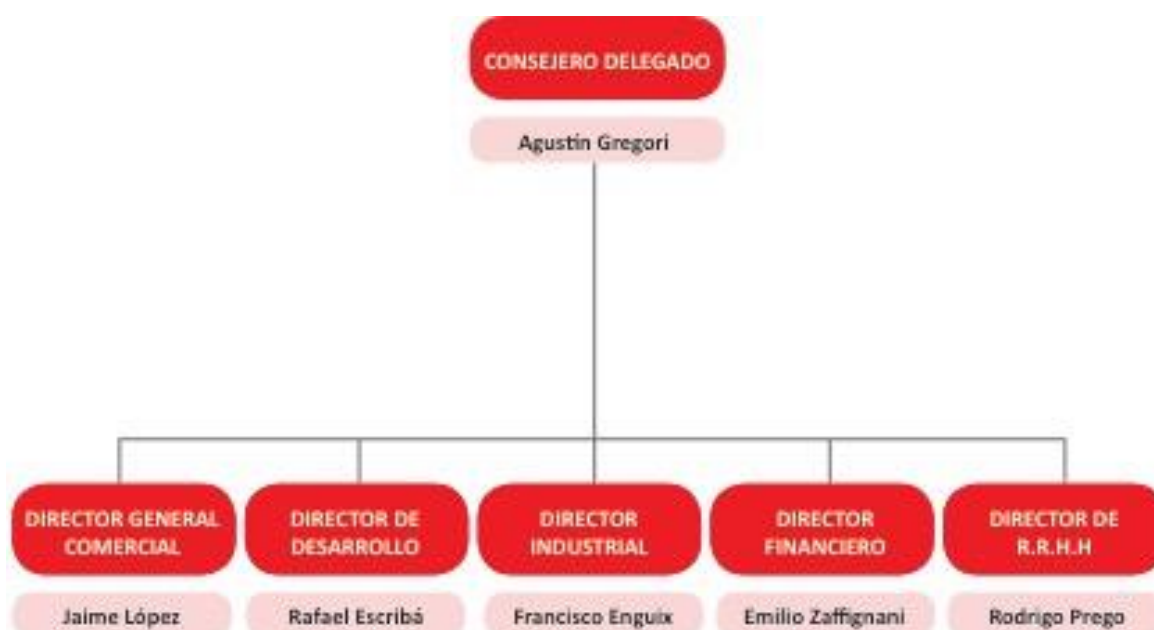 CONSEJERO DELEGADO
Agustín Gregori
DIRECTOR GENERAL
COMERCIAL
Jaime López
DIRECTOR DE
DESARROLLO
Rafael Escribá
DIRECTOR
INDUSTRIAL
Francisco Enguix
DIRECTOR
FINANCIERO
Emilio Zaffignani
DIRECTOR DE
R.R.H.H
Rodrigo Prego